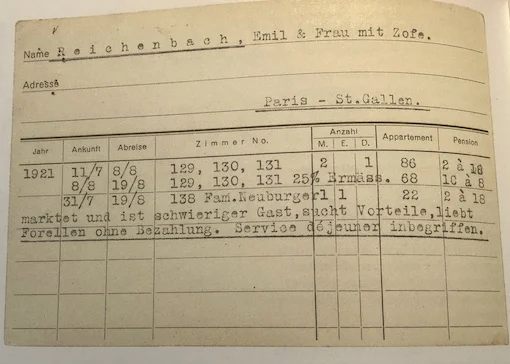 Name Reichenbach, Emil & Frau mit Zofe.
Adresse
Paris - St.Gallen.
Jahr Ankunft Abreise Zimmer No. Anzahl M. E. D. Appartement Pension
1921 11/7 8/8 129, 130, 131 2 1 86 2 à 18
8/8 19/8 129, 130, 131 25% Ermäss. 68 1C à 8
31/7 19/8 138 Fam.Neuburger 1 1 22 2 à 18
marktet und ist schwieriger Gast,sucht Vorteile,liebt
Forellen ohne Bezahlung. Service déjeuner inbegriffen.